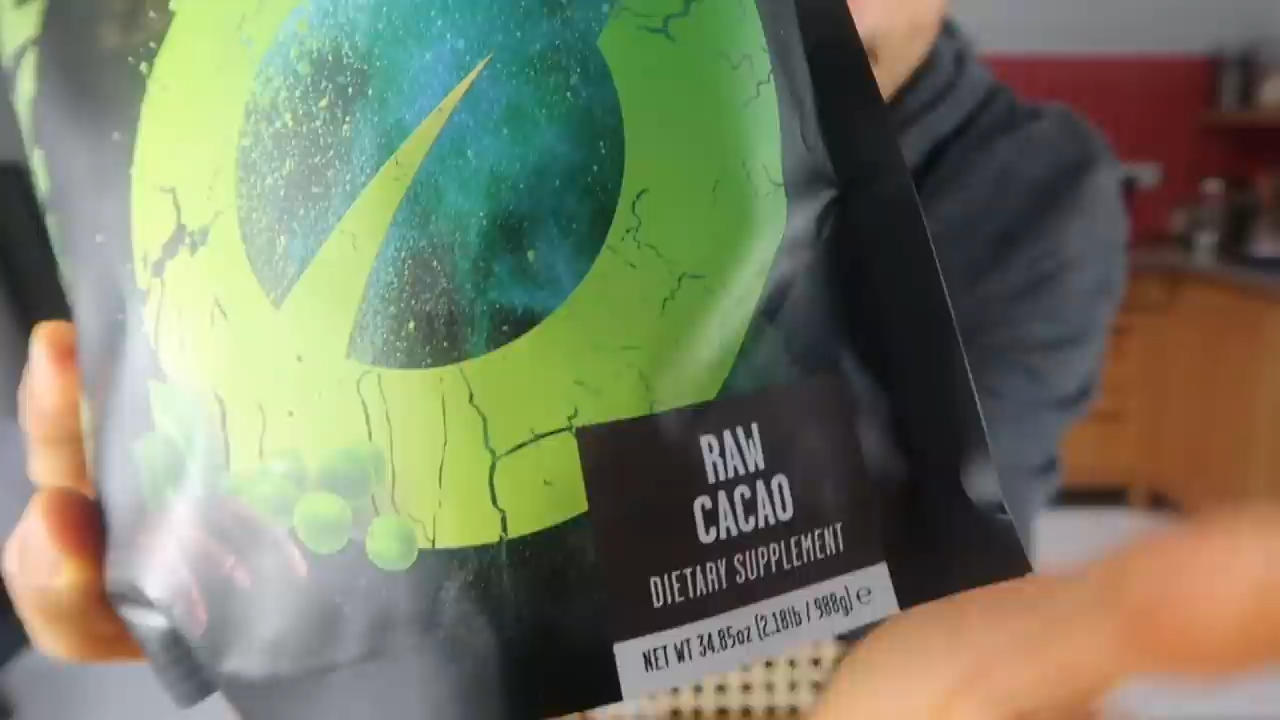 RAW
CACAO
DIETARY SUPPLEMENT
NET WT 34.85oz (2.18lb / 988g) ℮